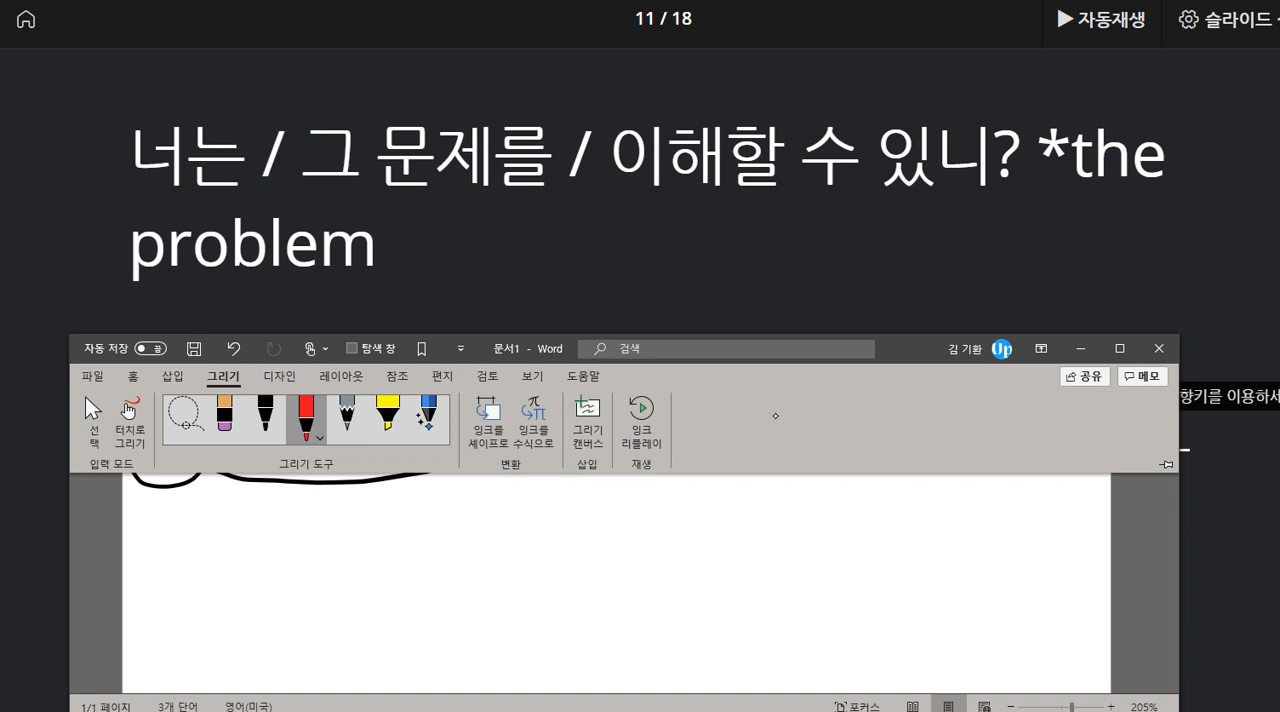 11 / 18
자동재생
슬라이드
너는 / 그 문제를 / 이해할 수 있니? *the
problem
자동 저장 끔
탐색 창
문서1 - Word
검색
김 기환
Up
파일 홈 삽입 그리기 디자인 레이아웃 참조 편지 검토 보기 도움말
공유
메모
향키를 이용하세
선택
터치로 그리기
잉크를 셰이프로
잉크를 수식으로
그리기 캔버스
잉크 리플레이
입력 모드
그리기 도구
변환
삽입
재생
1/1 페이지
3개 단어
영어(미국)
포커스
205%